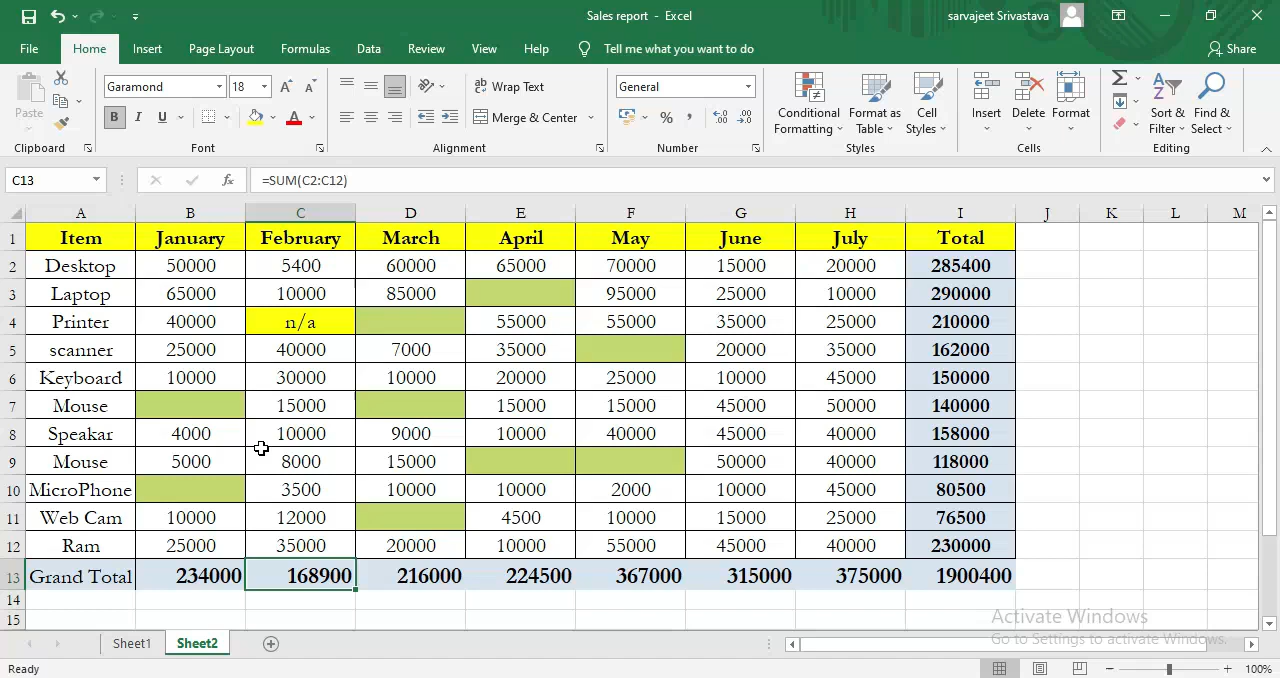 Sales report - Excel
sarvajeet Srivastava
File Home Insert Page Layout Formulas Data Review View Help Tell me what you want to do Share
Paste Garamond 18 A A ab Wrap Text General Conditional Formatting Format as Table Cell Styles Insert Delete Format Sort & Filter Find & Select
B I U A Merge & Center % ,
Clipboard Font Alignment Number Styles Cells Editing
C13 fx =SUM(C2:C12)
A B C D E F G H I J K L M
1 Item January February March April May June July Total
2 Desktop 50000 5400 60000 65000 70000 15000 20000 285400
3 Laptop 65000 10000 85000 95000 25000 10000 290000
4 Printer 40000 n/a 55000 55000 35000 25000 210000
5 scanner 25000 40000 7000 35000 20000 35000 162000
6 Keyboard 10000 30000 10000 20000 25000 10000 45000 150000
7 Mouse 15000 15000 15000 45000 50000 140000
8 Speakar 4000 10000 9000 10000 40000 45000 40000 158000
9 Mouse 5000 8000 15000 50000 40000 118000
10 MicroPhone 3500 10000 10000 2000 10000 45000 80500
11 Web Cam 10000 12000 4500 10000 15000 25000 76500
12 Ram 25000 35000 20000 10000 55000 45000 40000 230000
13 Grand Total 234000 168900 216000 224500 367000 315000 375000 1900400
14
15
Activate Windows
Go to Settings to activate Windows.
Sheet1 Sheet2
Ready 100%